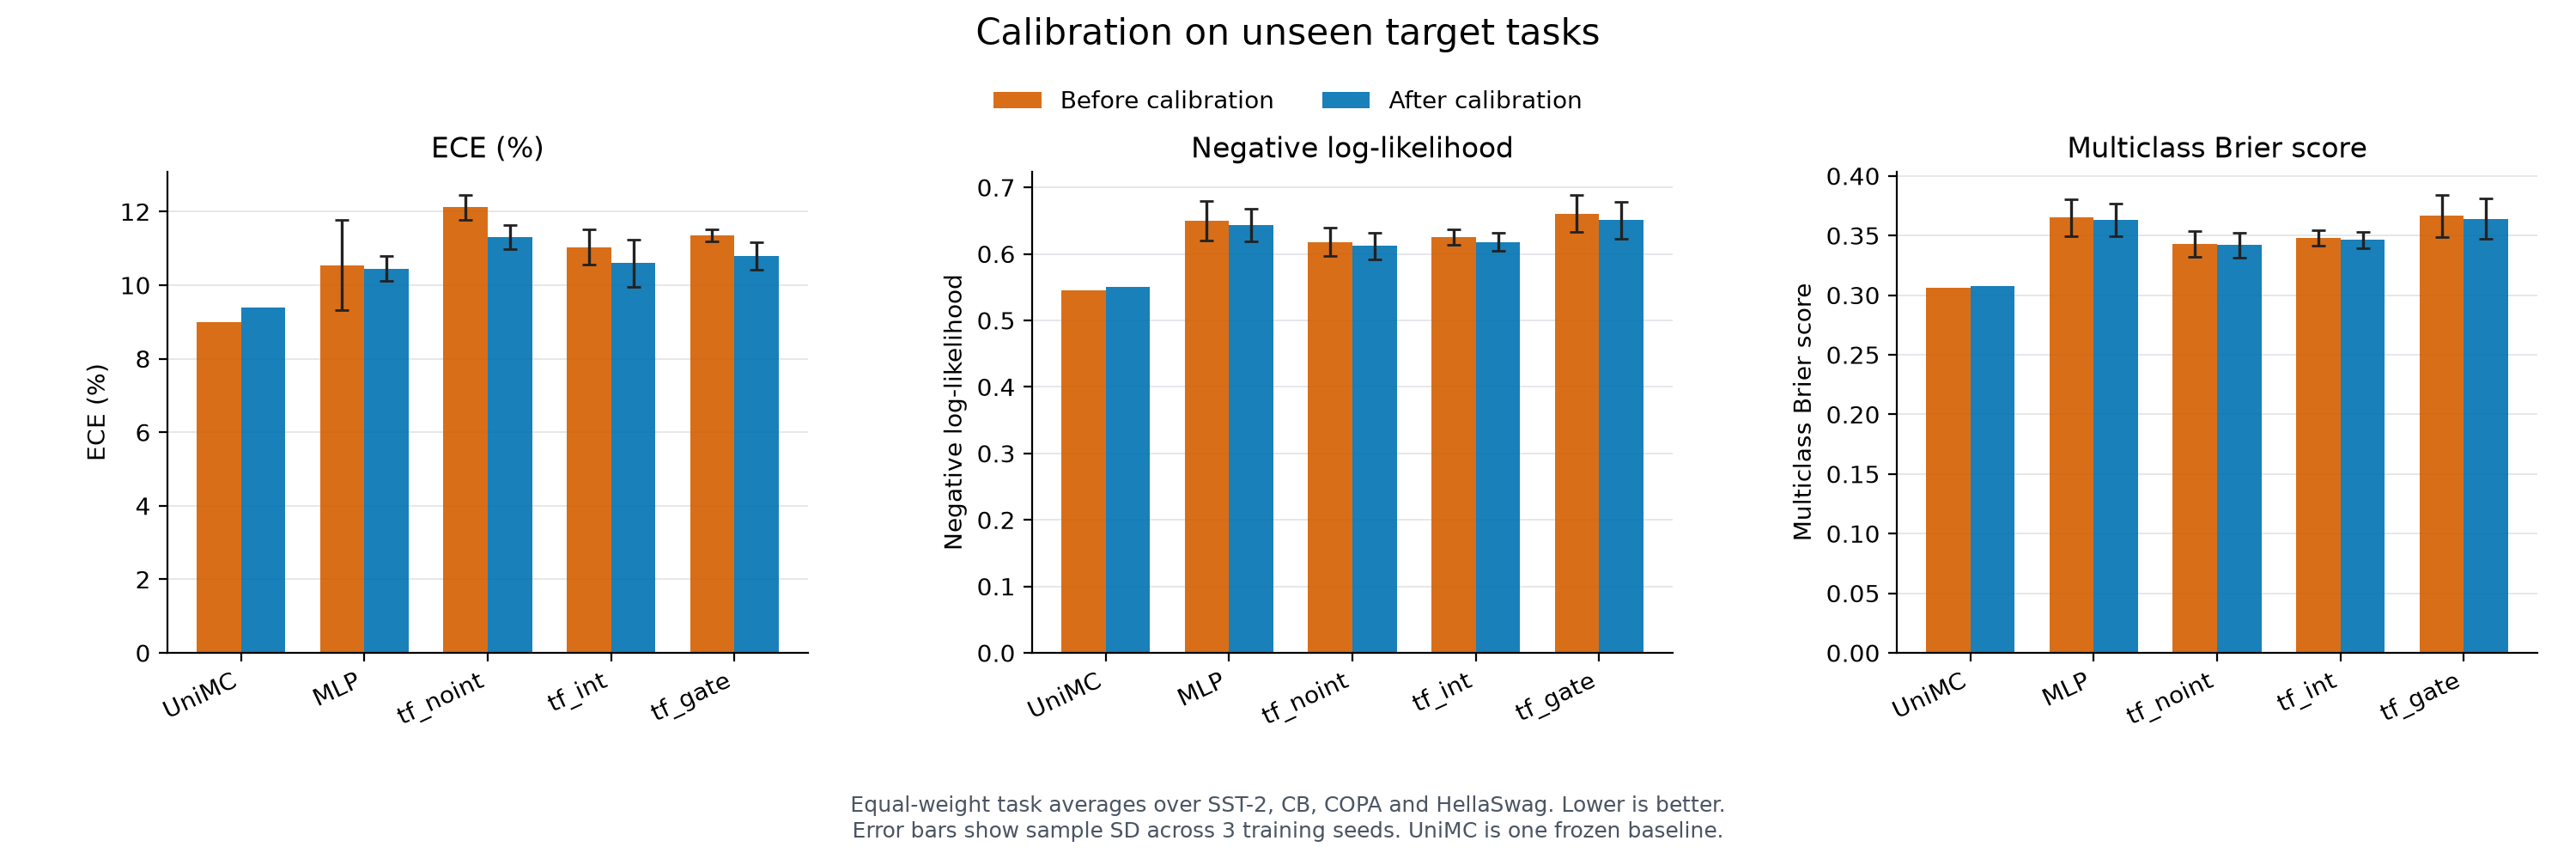 Calibration on unseen target tasks
Before calibration
After calibration
ECE (%)
ECE (%)
12
10
8
6
4
2
0
UniMC
MLP
tf_noint
tf_int
tf_gate
Negative log-likelihood
Negative log-likelihood
0.7
0.6
0.5
0.4
0.3
0.2
0.1
0.0
UniMC
MLP
tf_noint
tf_int
tf_gate
Multiclass Brier score
Multiclass Brier score
0.40
0.35
0.30
0.25
0.20
0.15
0.10
0.05
0.00
UniMC
MLP
tf_noint
tf_int
tf_gate
Equal-weight task averages over SST-2, CB, COPA and HellaSwag. Lower is better.
Error bars show sample SD across 3 training seeds. UniMC is one frozen baseline.